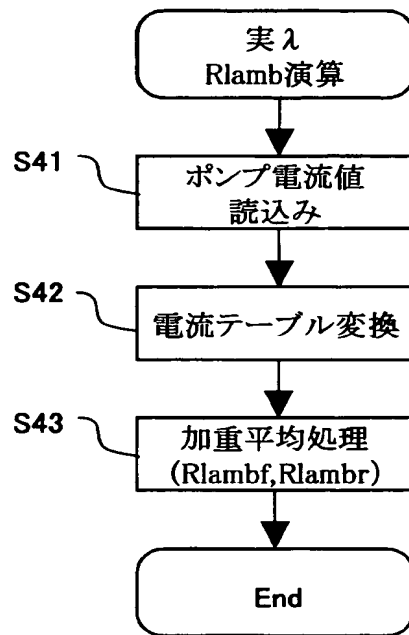 実λ
Rlamb演算
S41
ポンプ電流値
読込み
S42
電流テーブル変換
S43
加重平均処理
(Rlambf,Rlambr)
End